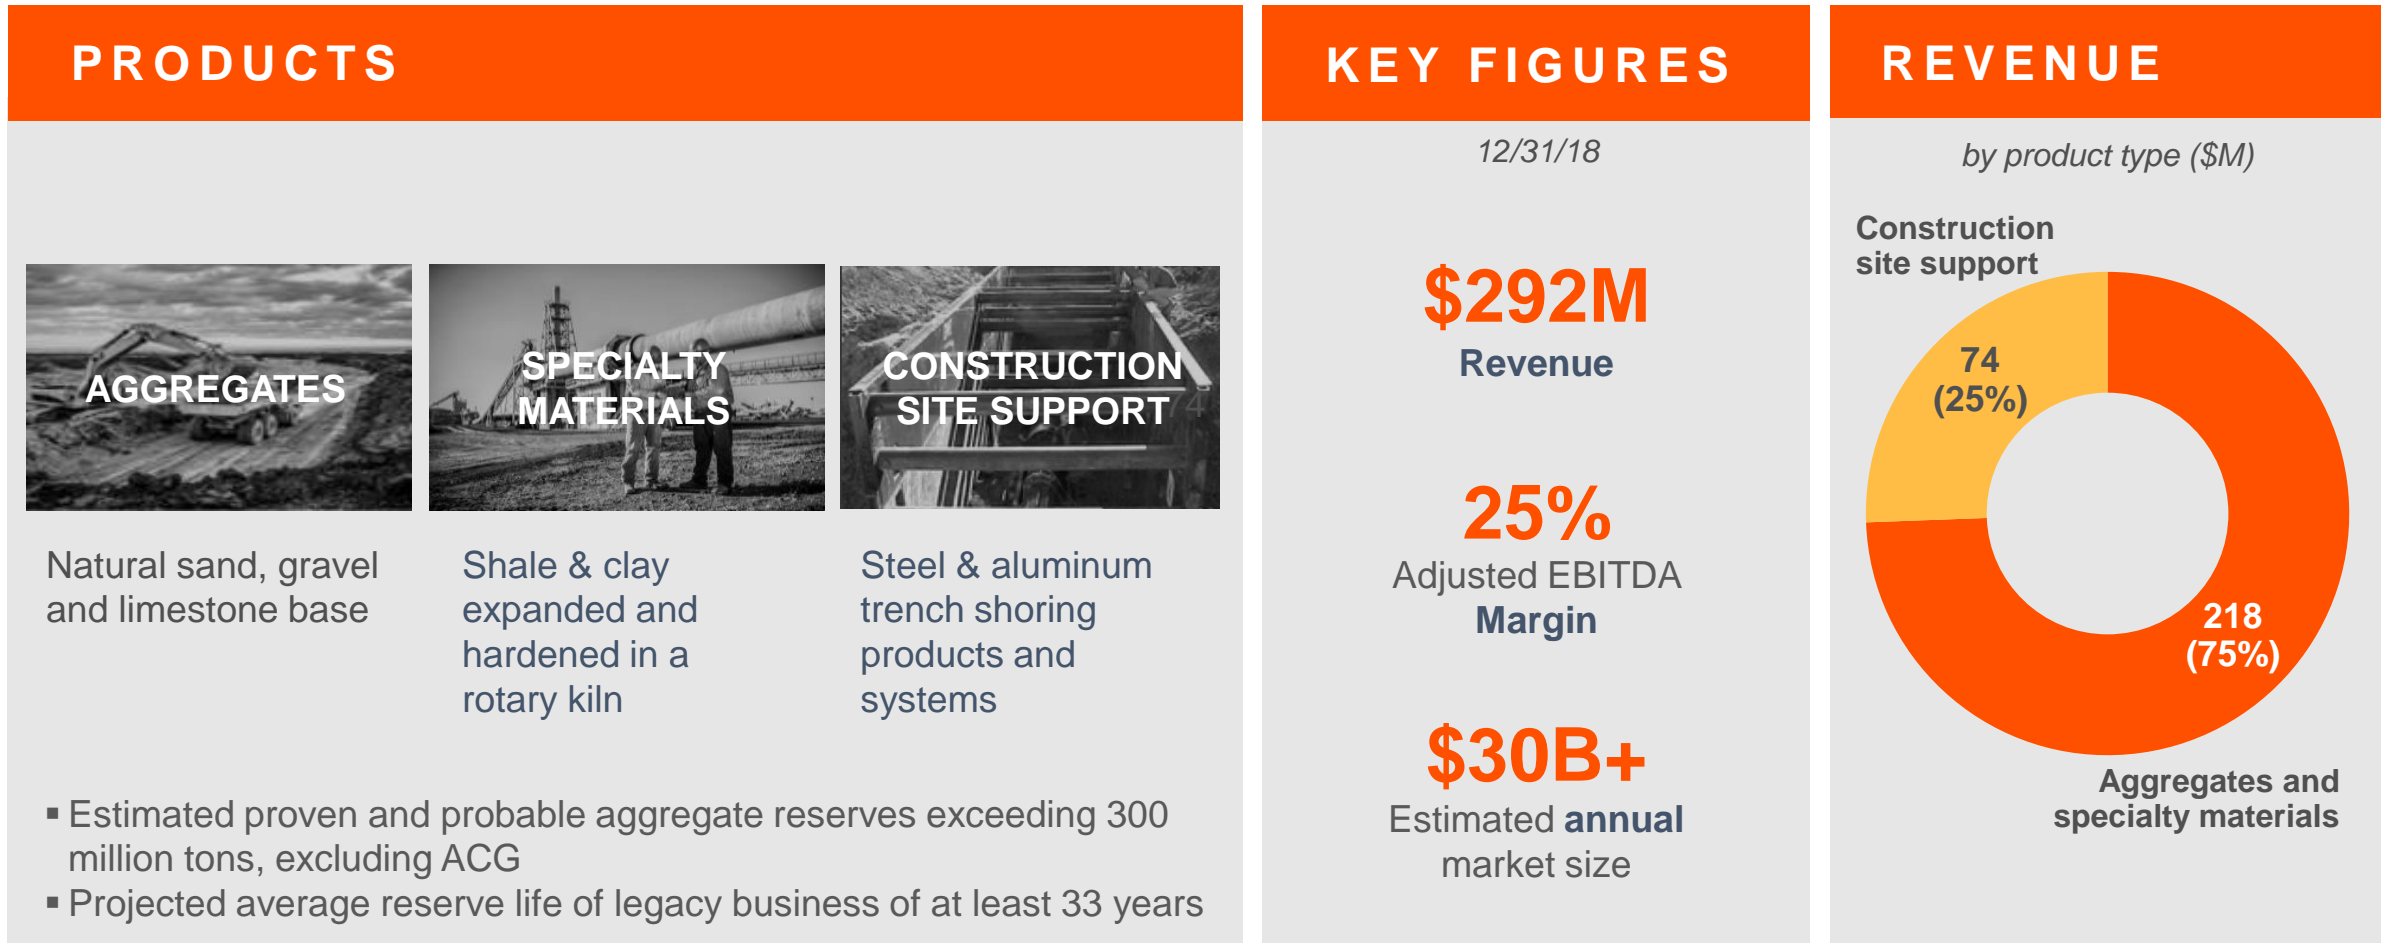 PRODUCTS
AGGREGATES
SPECIALTY
MATERIALS
CONSTRUCTION
SITE SUPPORT
74
Natural sand, gravel
and limestone base
Shale & clay
expanded and
hardened in a
rotary kiln
Steel & aluminum
trench shoring
products and
systems
▪ Estimated proven and probable aggregate reserves exceeding 300
million tons, excluding ACG
▪ Projected average reserve life of legacy business of at least 33 years
KEY FIGURES
12/31/18
$292M
Revenue
25%
Adjusted EBITDA
Margin
$30B+
Estimated annual
market size
REVENUE
by product type ($M)
Construction
site support
74
(25%)
218
(75%)
Aggregates and
specialty materials